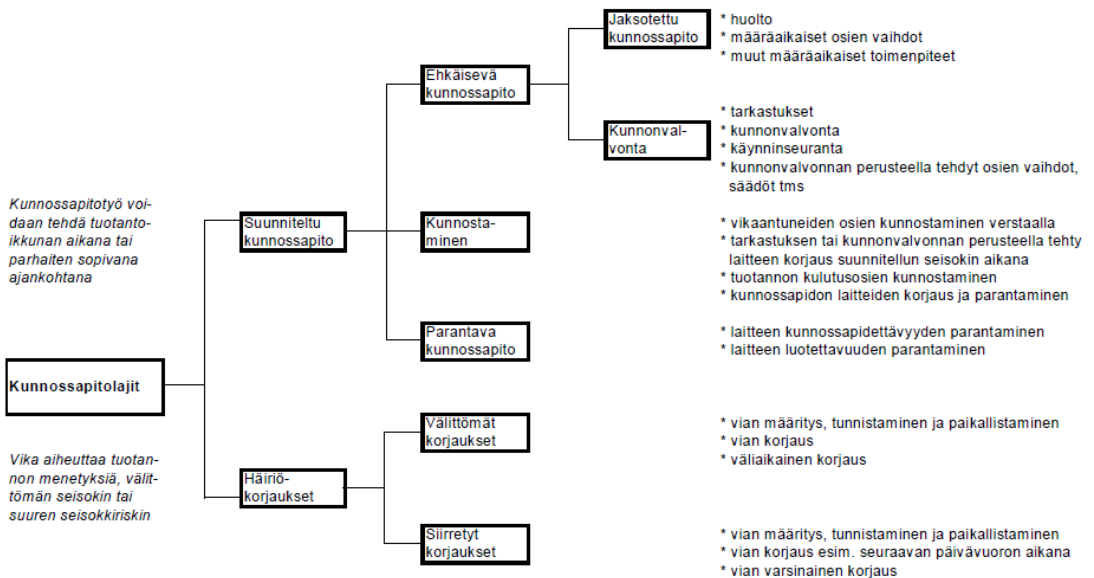 Jaksotettu
kunnossapito
* huolto
* määräaikaiset osien vaihdot
* muut määräaikaiset toimenpiteet
Ehkäisevä
kunnossapito
Kunnonval-
vonta
* tarkastukset
* kunnonvalvonta
* käynninseuranta
* kunnonvalvonnan perusteella tehdyt osien vaihdot,
säädöt tms
Kunnossapitotyö voi-
daan tehdä tuotanto-
ikkunan aikana tai
parhaiten sopivana
ajankohtana
Suunniteltu
kunnossapito
Kunnosta-
minen
* vikaantuneiden osien kunnostaminen verstaalla
* tarkastuksen tai kunnonvalvonnan perusteella tehty
laitteen korjaus suunnitellun seisokin aikana
* tuotannon kulutusosien kunnostaminen
* kunnossapidon laitteiden korjaus ja parantaminen
Parantava
kunnossapito
* laitteen kunnossapidettävyyden parantaminen
* laitteen luotettavuuden parantaminen
Kunnossapitolajit
Välittömät
korjaukset
* vian määritys, tunnistaminen ja paikallistaminen
* vian korjaus
* väliaikainen korjaus
Vika aiheuttaa tuotan-
non menetyksiä, välit-
tömän seisokin tai
suuren seisokkiriskin
Häiriö-
korjaukset
Siirretyt
korjaukset
* vian määritys, tunnistaminen ja paikallistaminen
* vian korjaus esim. seuraavan päivävuoron aikana
* vian varsinainen korjaus